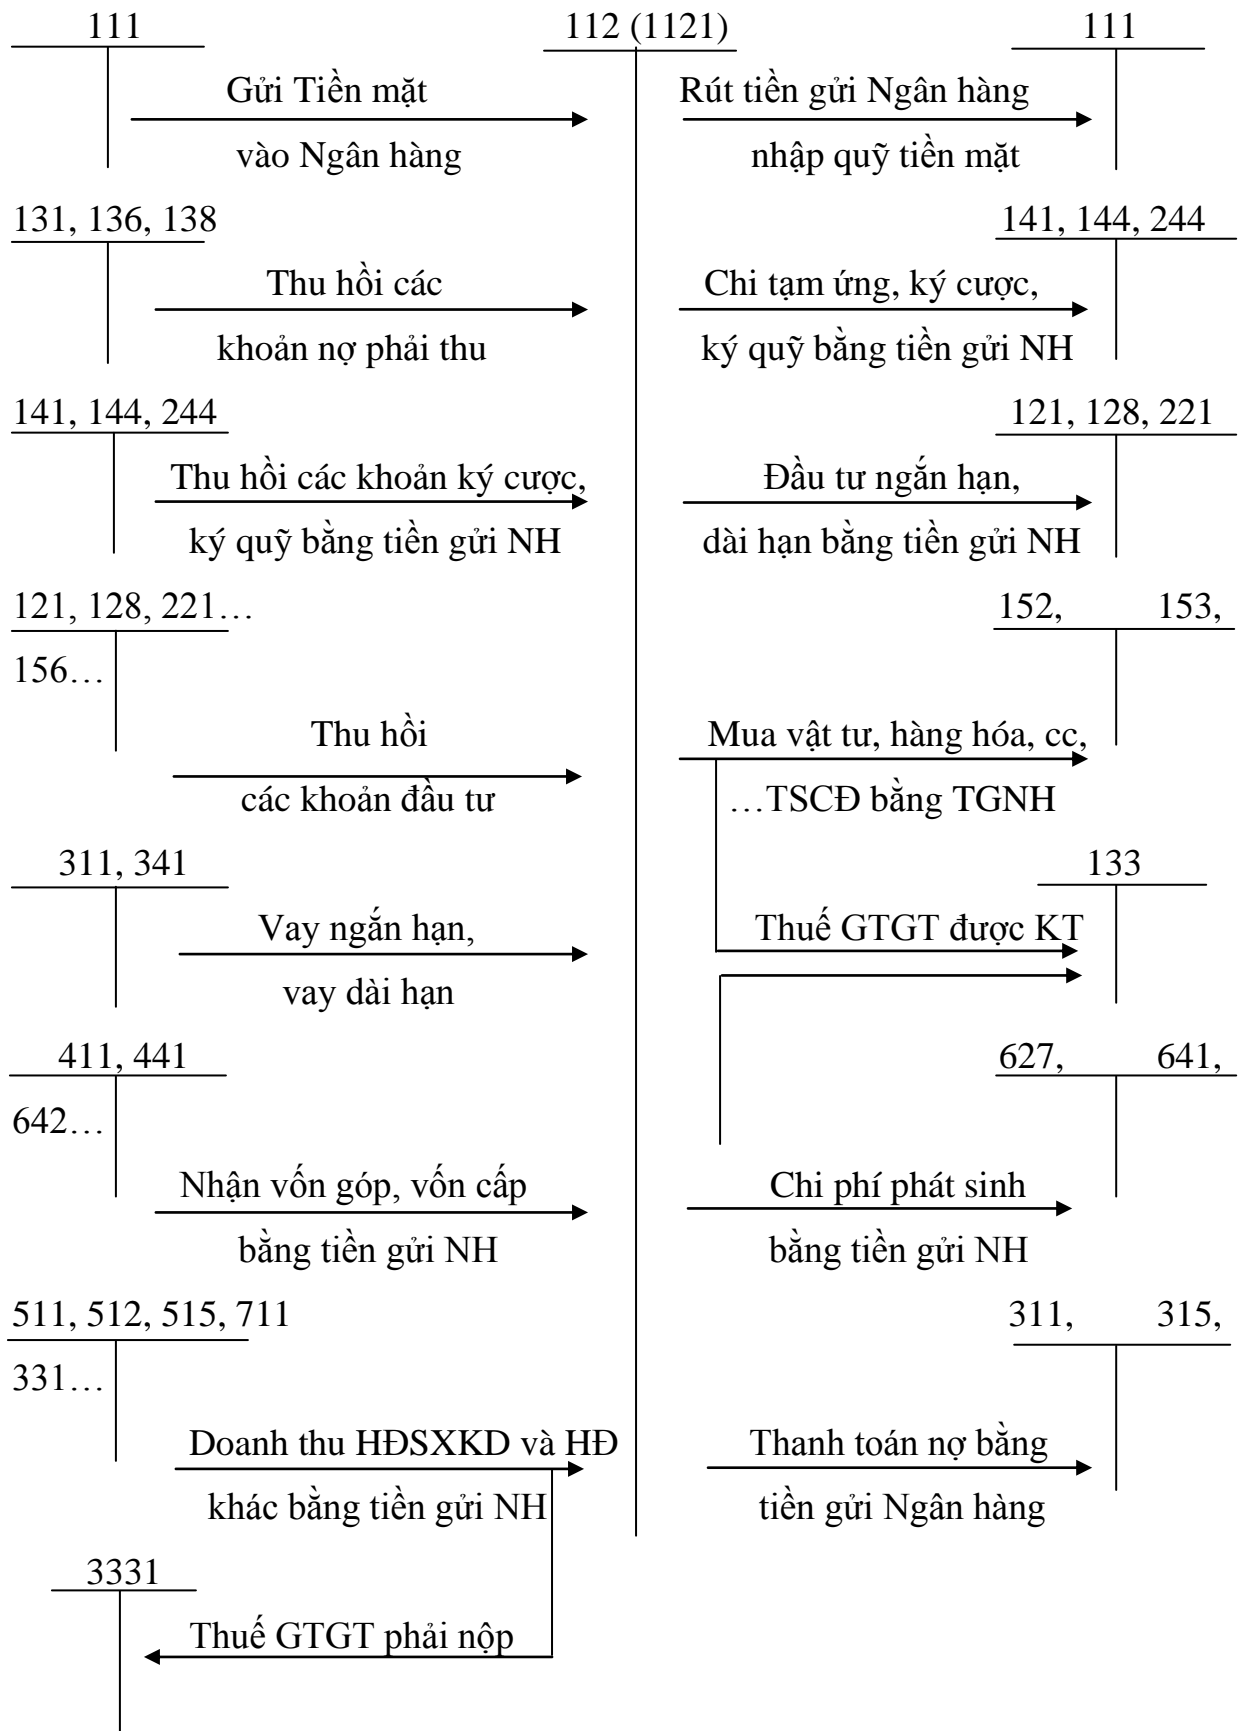 111 112 (1121) 111
Gửi Tiền mặt Rút tiền gửi Ngân hàng
vào Ngân hàng nhập quỹ tiền mặt
131, 136, 138 141, 144, 244
Thu hồi các Chi tạm ứng, ký cược,
khoản nợ phải thu ký quỹ bằng tiền gửi NH
141, 144, 244 121, 128, 221
Thu hồi các khoản ký cược, Đầu tư ngắn hạn,
ký quỹ bằng tiền gửi NH dài hạn bằng tiền gửi NH
121, 128, 221… 152, 153,
156…
Thu hồi Mua vật tư, hàng hóa, cc,
các khoản đầu tư …TSCĐ bằng TGNH
311, 341 133
Vay ngắn hạn, Thuế GTGT được KT
vay dài hạn
411, 441 627, 641,
642…
Nhận vốn góp, vốn cấp Chi phí phát sinh
bằng tiền gửi NH bằng tiền gửi NH
511, 512, 515, 711 311, 315,
331…
Doanh thu HĐSXKD và HĐ Thanh toán nợ bằng
khác bằng tiền gửi NH tiền gửi Ngân hàng
3331
Thuế GTGT phải nộp